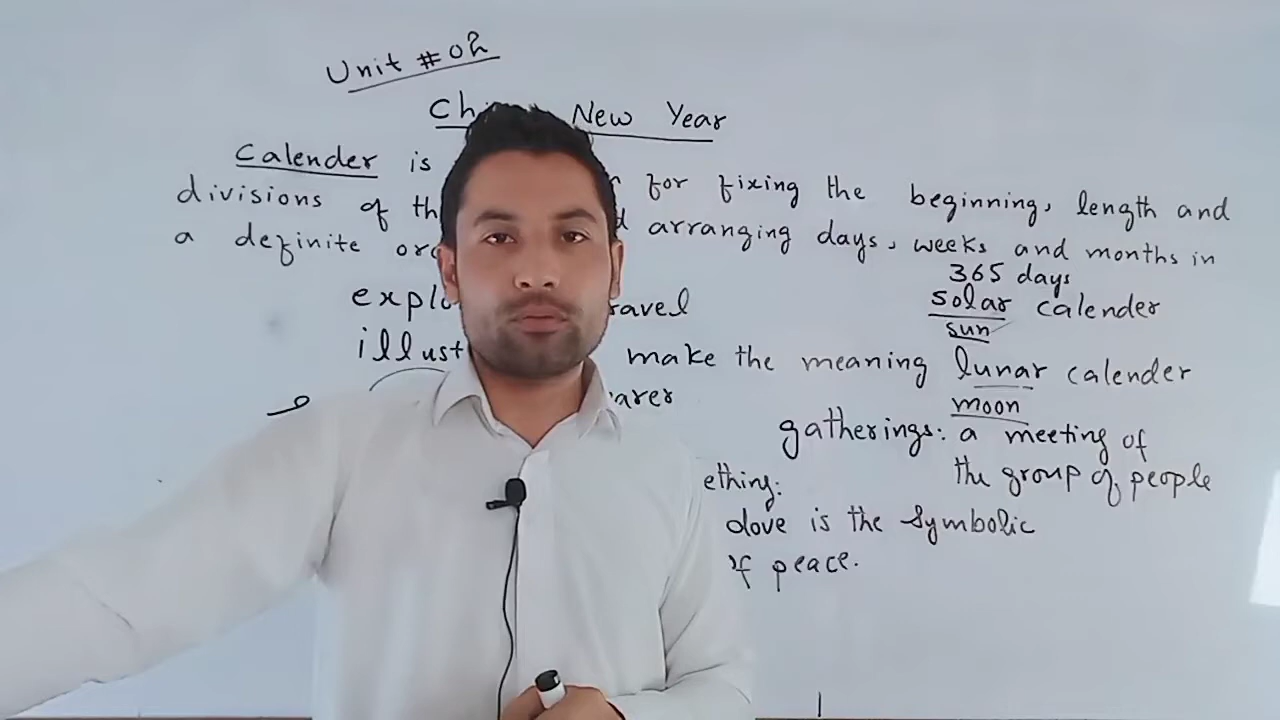 Unit #02
Ch New Year
Calender is for fixing the beginning, length and
divisions of th arranging days, weeks and months in
a definite or
365 days
explo ravel solar calender
sun
illust make the meaning lunar calender
arer moon
gatherings: a meeting of
the group of people
ething:
dove is the symbolic
of peace.